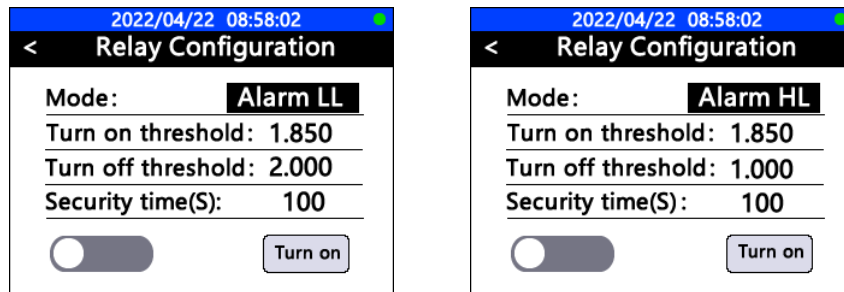 2022/04/22 08:58:02
< Relay Configuration
Mode: Alarm LL
Turn on threshold: 1.850
Turn off threshold: 2.000
Security time(S): 100
Turn on
2022/04/22 08:58:02
< Relay Configuration
Mode: Alarm HL
Turn on threshold: 1.850
Turn off threshold: 1.000
Security time(S): 100
Turn on